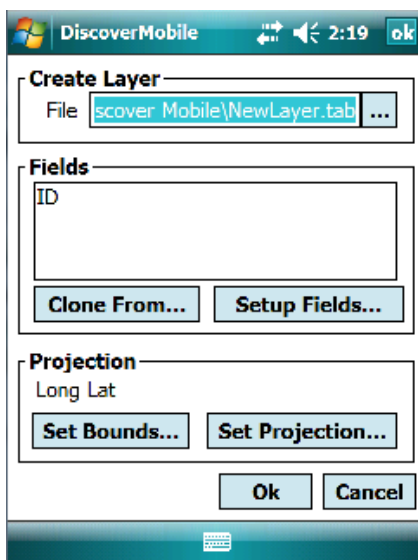 DiscoverMobile 2:19 ok
Create Layer
File scover Mobile\NewLayer.tab ...
Fields
ID
Clone From... Setup Fields...
Projection
Long Lat
Set Bounds... Set Projection...
Ok Cancel